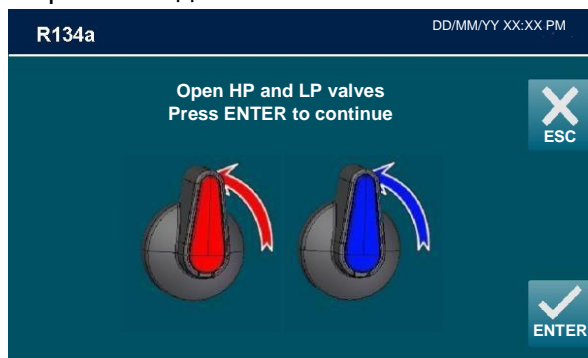 R134a
DD/MM/YY XX:XX PM
Open HP and LP valves
Press ENTER to continue
ESC
ENTER